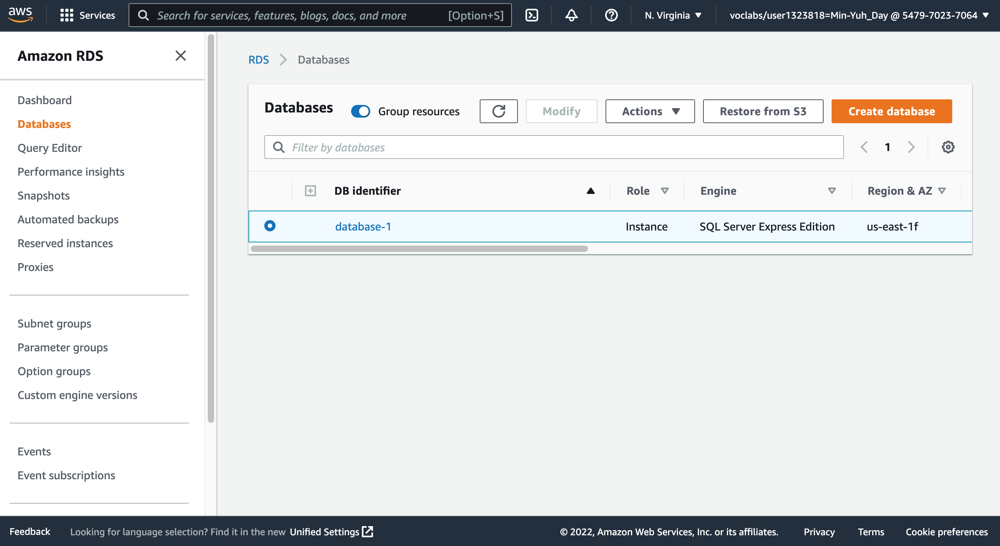 aws Services Search for services, features, blogs, docs, and more [Option+S] N. Virginia voclabs/user1323818=Min-Yuh_Day @ 5479-7023-7064
Amazon RDS
Dashboard
Databases
Query Editor
Performance insights
Snapshots
Automated backups
Reserved instances
Proxies
Subnet groups
Parameter groups
Option groups
Custom engine versions
Events
Event subscriptions
RDS Databases
Databases Group resources Modify Actions Restore from S3 Create database
Filter by databases 1
DB identifier Role Engine Region & AZ
database-1 Instance SQL Server Express Edition us-east-1f
Feedback Looking for language selection? Find it in the new Unified Settings © 2022, Amazon Web Services, Inc. or its affiliates. Privacy Terms Cookie preferences